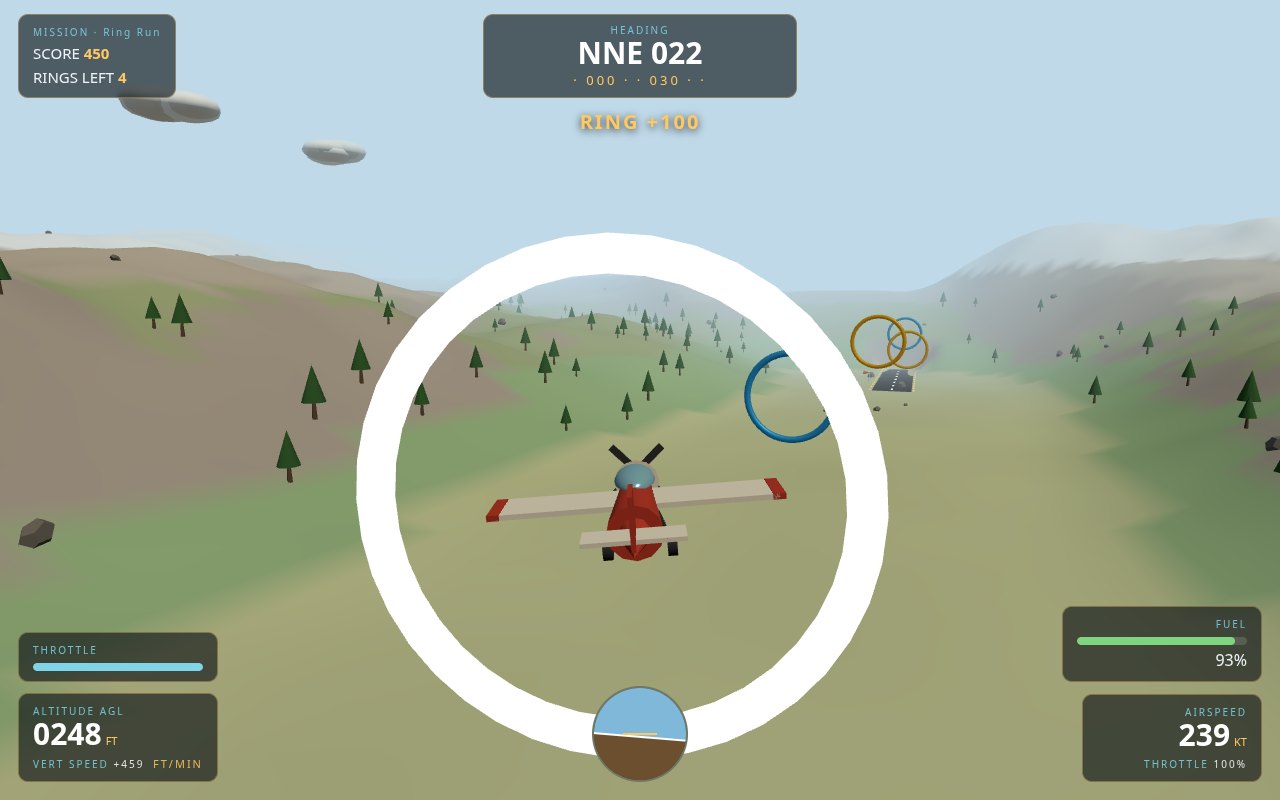 MISSION · Ring Run
SCORE 450
RINGS LEFT 4
HEADING
NNE 022
· 000 · · 030 · ·
RING +100
THROTTLE
ALTITUDE AGL
0248 FT
VERT SPEED +459 FT/MIN
FUEL
93%
AIRSPEED
239 KT
THROTTLE 100%